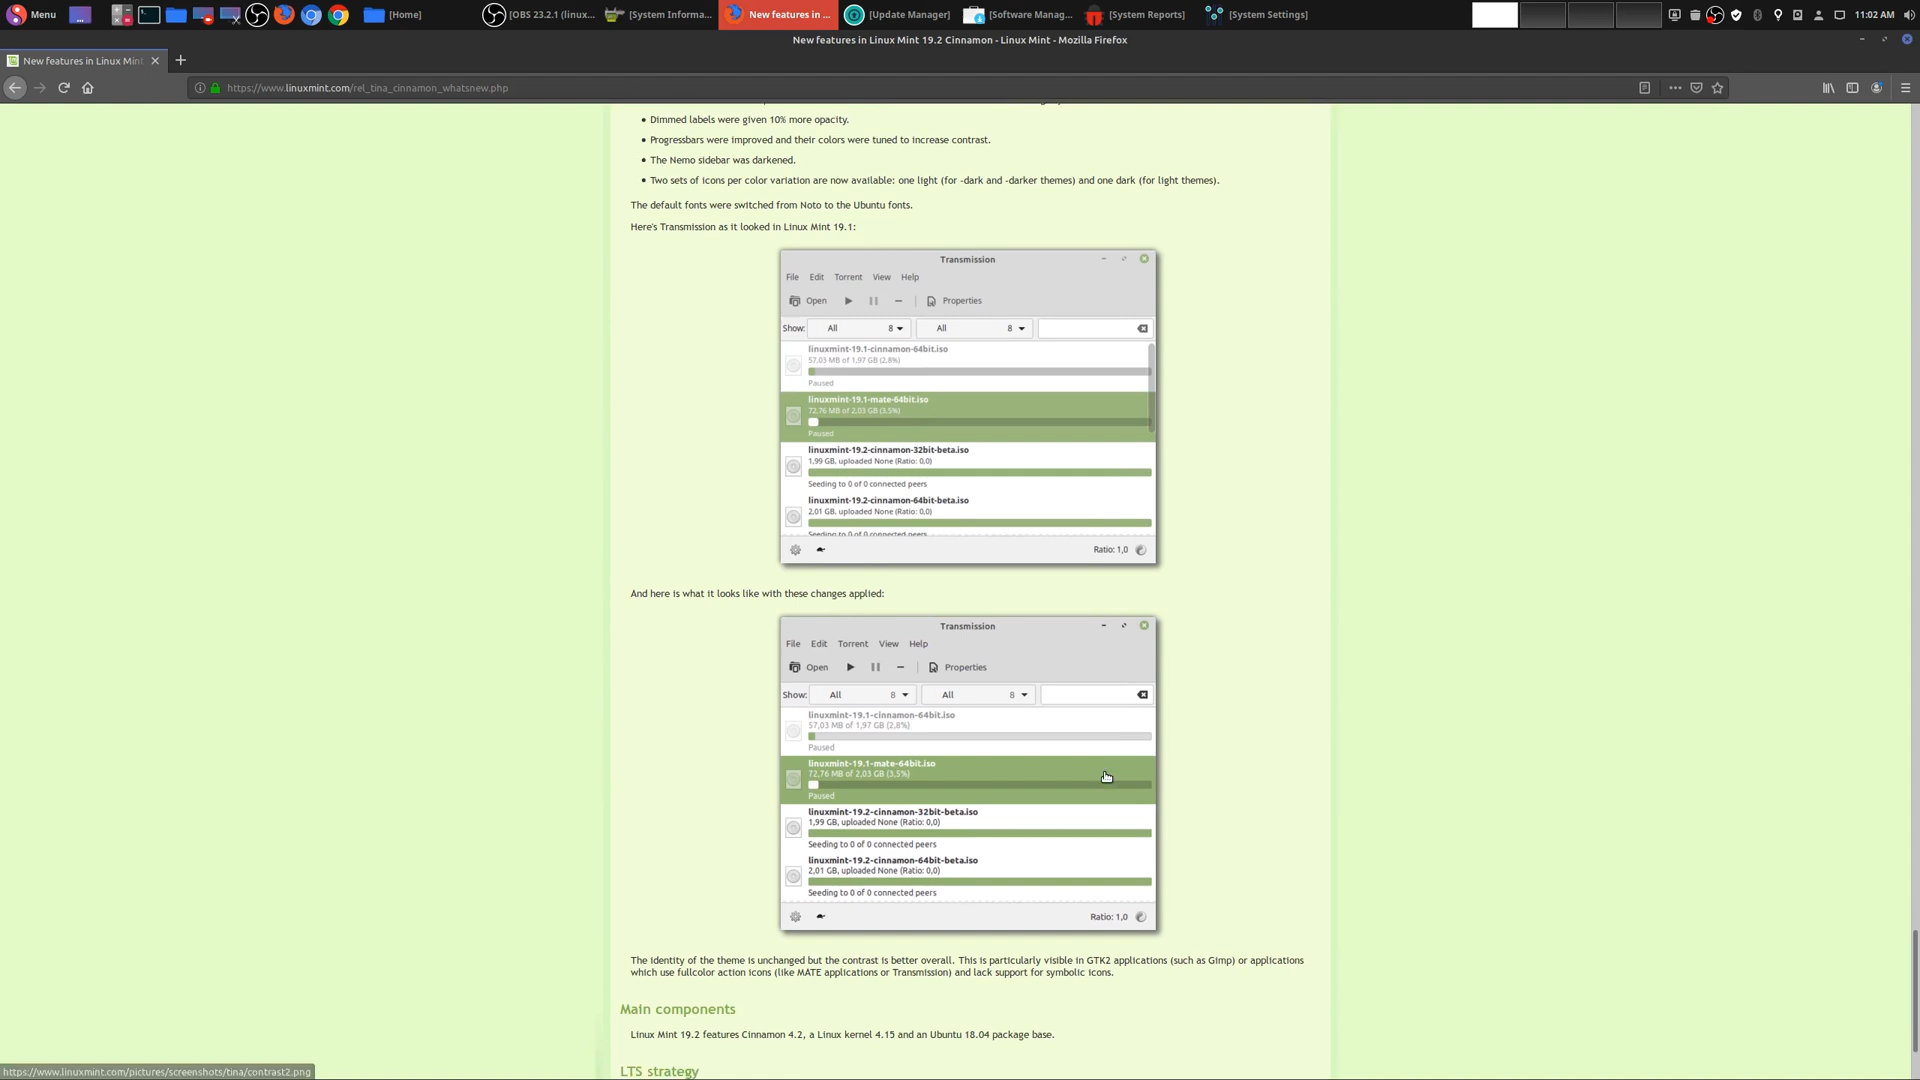 Menu
[Home]
[OBS 23.2.1 (linux...
[System Informa...
New features in ...
[Update Manager]
[Software Manag...
[System Reports]
[System Settings]
11:02 AM
New features in Linux Mint 19.2 Cinnamon - Linux Mint - Mozilla Firefox
New features in Linux Mint
https://www.linuxmint.com/rel_tina_cinnamon_whatsnew.php
• Dimmed labels were given 10% more opacity.
• Progressbars were improved and their colors were tuned to increase contrast.
• The Nemo sidebar was darkened.
• Two sets of icons per color variation are now available: one light (for -dark and -darker themes) and one dark (for light themes).
The default fonts were switched from Noto to the Ubuntu fonts.
Here's Transmission as it looked in Linux Mint 19.1:
Transmission
File Edit Torrent View Help
Open Properties
Show: All 8 All 8
linuxmint-19.1-cinnamon-64bit.iso
57,03 MB of 1,97 GB (2,8%)
Paused
linuxmint-19.1-mate-64bit.iso
72,76 MB of 2,03 GB (3,5%)
Paused
linuxmint-19.2-cinnamon-32bit-beta.iso
1,99 GB, uploaded None (Ratio: 0,0)
Seeding to 0 of 0 connected peers
linuxmint-19.2-cinnamon-64bit-beta.iso
2,01 GB, uploaded None (Ratio: 0,0)
Seeding to 0 of 0 connected peers
Ratio: 1,0
And here is what it looks like with these changes applied:
Transmission
File Edit Torrent View Help
Open Properties
Show: All 8 All 8
linuxmint-19.1-cinnamon-64bit.iso
57,03 MB of 1,97 GB (2,8%)
Paused
linuxmint-19.1-mate-64bit.iso
72,76 MB of 2,03 GB (3,5%)
Paused
linuxmint-19.2-cinnamon-32bit-beta.iso
1,99 GB, uploaded None (Ratio: 0,0)
Seeding to 0 of 0 connected peers
linuxmint-19.2-cinnamon-64bit-beta.iso
2,01 GB, uploaded None (Ratio: 0,0)
Seeding to 0 of 0 connected peers
Ratio: 1,0
The identity of the theme is unchanged but the contrast is better overall. This is particularly visible in GTK2 applications (such as Gimp) or applications
which use fullcolor action icons (like MATE applications or Transmission) and lack support for symbolic icons.
Main components
Linux Mint 19.2 features Cinnamon 4.2, a Linux kernel 4.15 and an Ubuntu 18.04 package base.
LTS strategy
https://www.linuxmint.com/pictures/screenshots/tina/contrast2.png